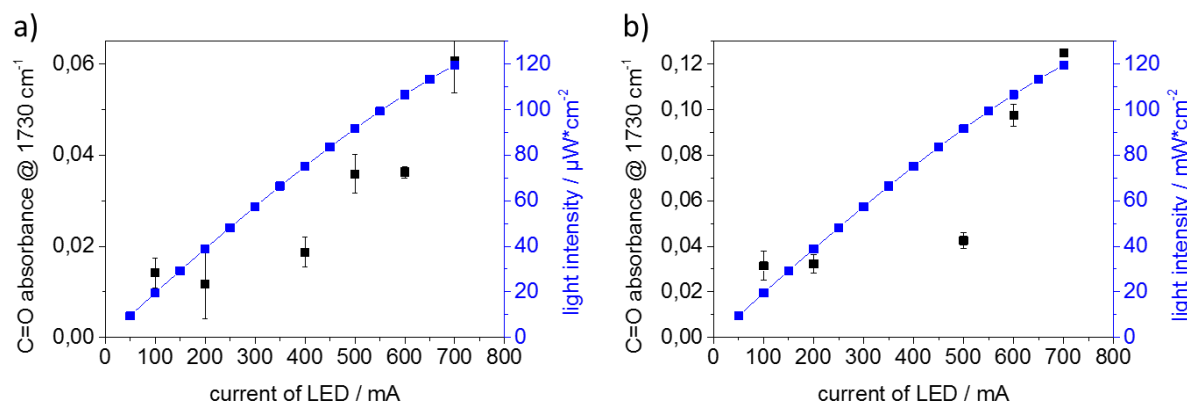 a)
C=O absorbance @ 1730 cm⁻¹
0,06
0,04
0,02
0,00
0 100 200 300 400 500 600 700 800
current of LED / mA
120
100
80
60
40
20
0
light intensity / µW*cm⁻²
b)
C=O absorbance @ 1730 cm⁻¹
0,12
0,10
0,08
0,06
0,04
0,02
0,00
0 100 200 300 400 500 600 700 800
current of LED / mA
120
100
80
60
40
20
0
light intensity / mW*cm⁻²